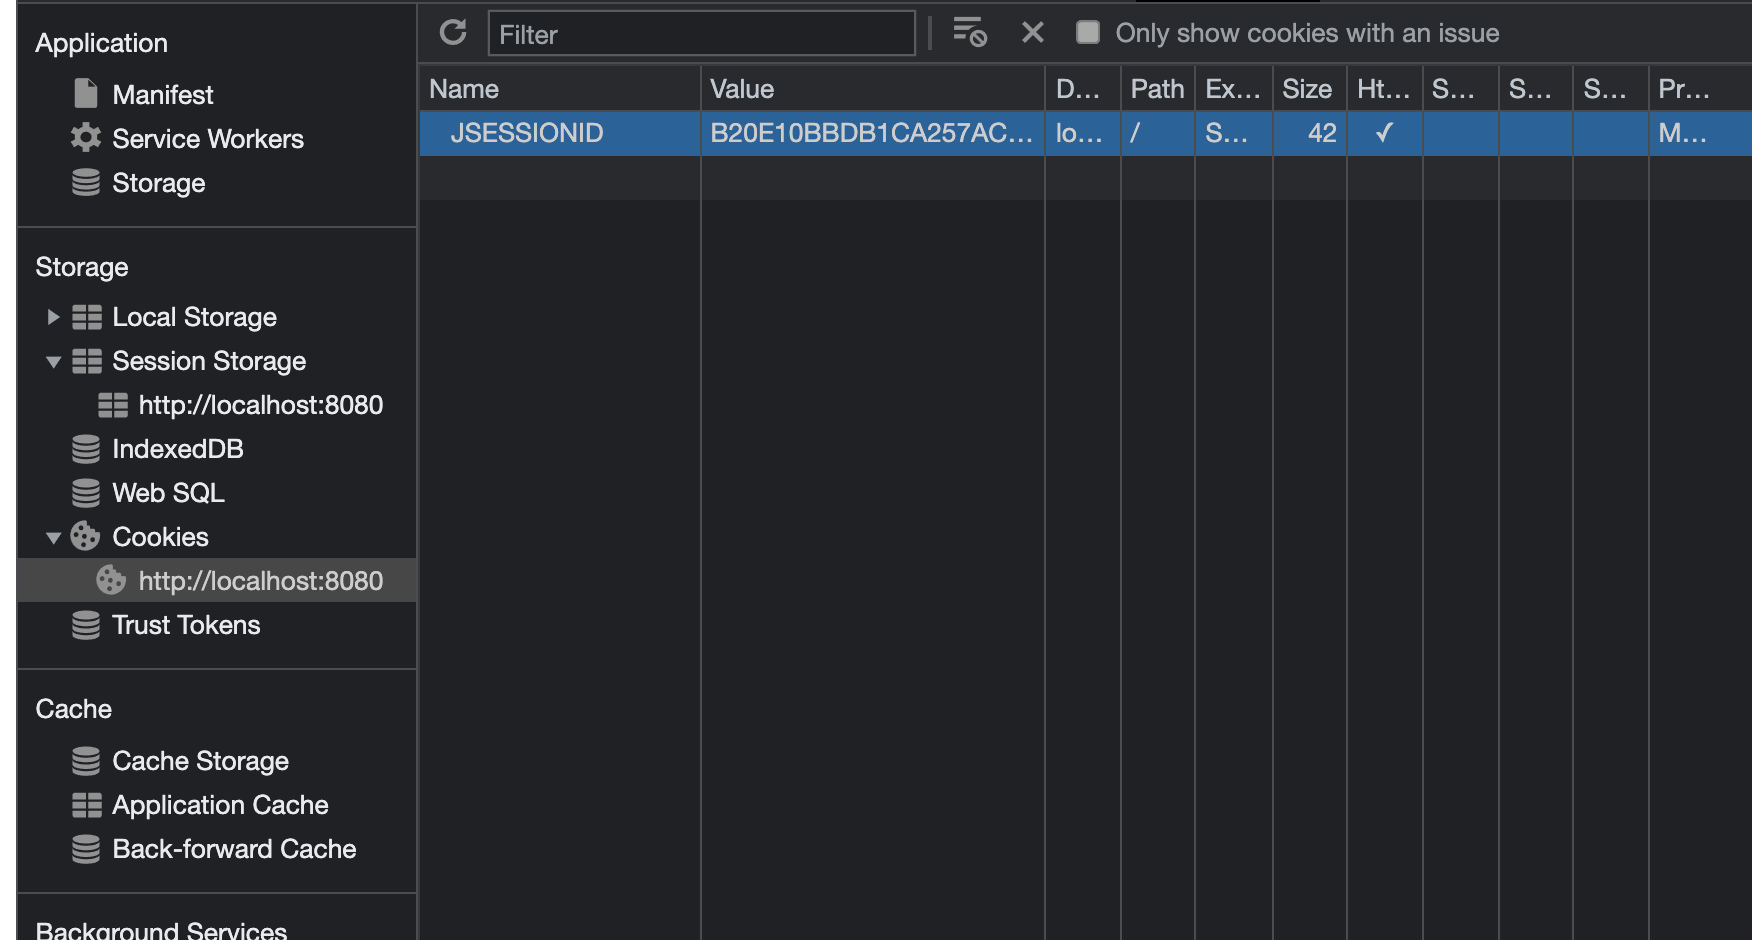 Application
Manifest
Service Workers
Storage
Storage
Local Storage
Session Storage
http://localhost:8080
IndexedDB
Web SQL
Cookies
http://localhost:8080
Trust Tokens
Cache
Cache Storage
Application Cache
Back-forward Cache
Background Services
Filter
Only show cookies with an issue
Name Value D... Path Ex... Size Ht... S... S... S... Pr...
JSESSIONID B20E10BBDB1CA257AC... lo... / S... 42 ✓ M...